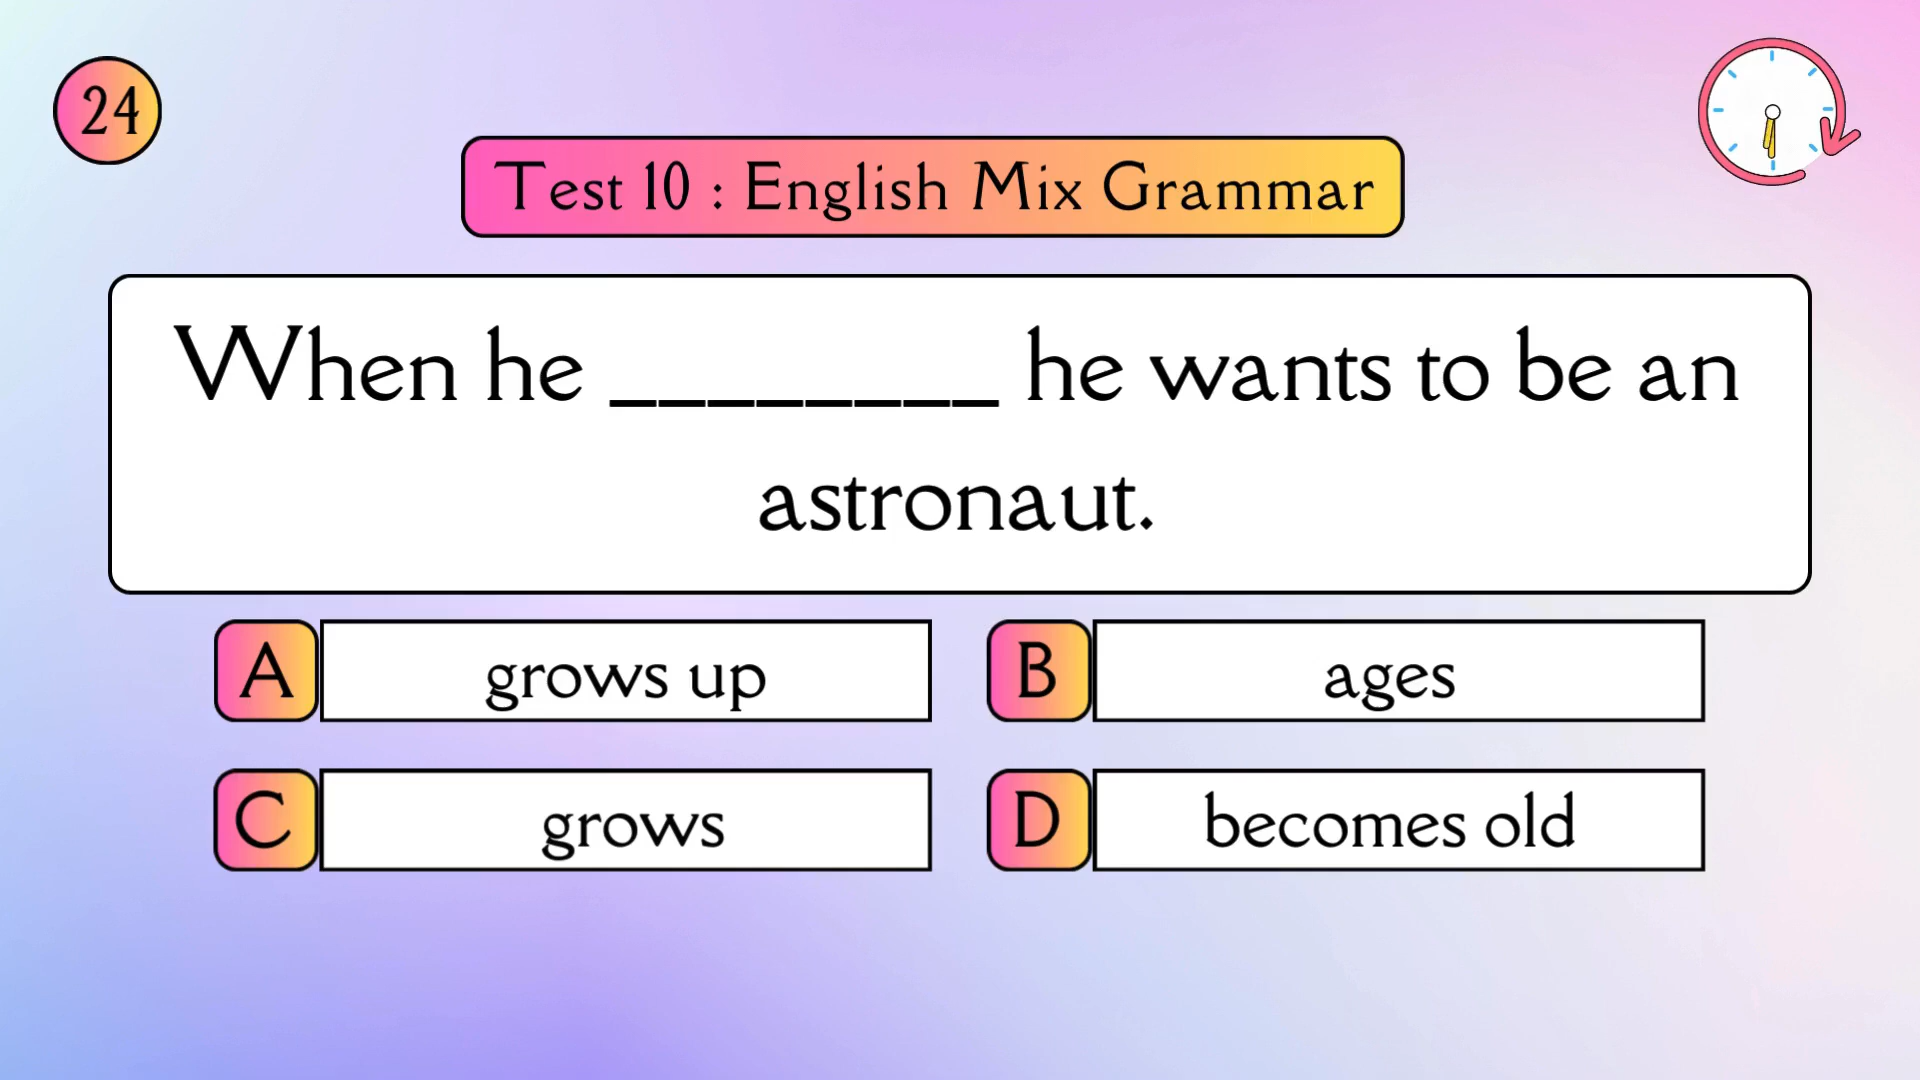 24
Test 10 : English Mix Grammar
When he ________ he wants to be an
astronaut.
A grows up
B ages
C grows
D becomes old